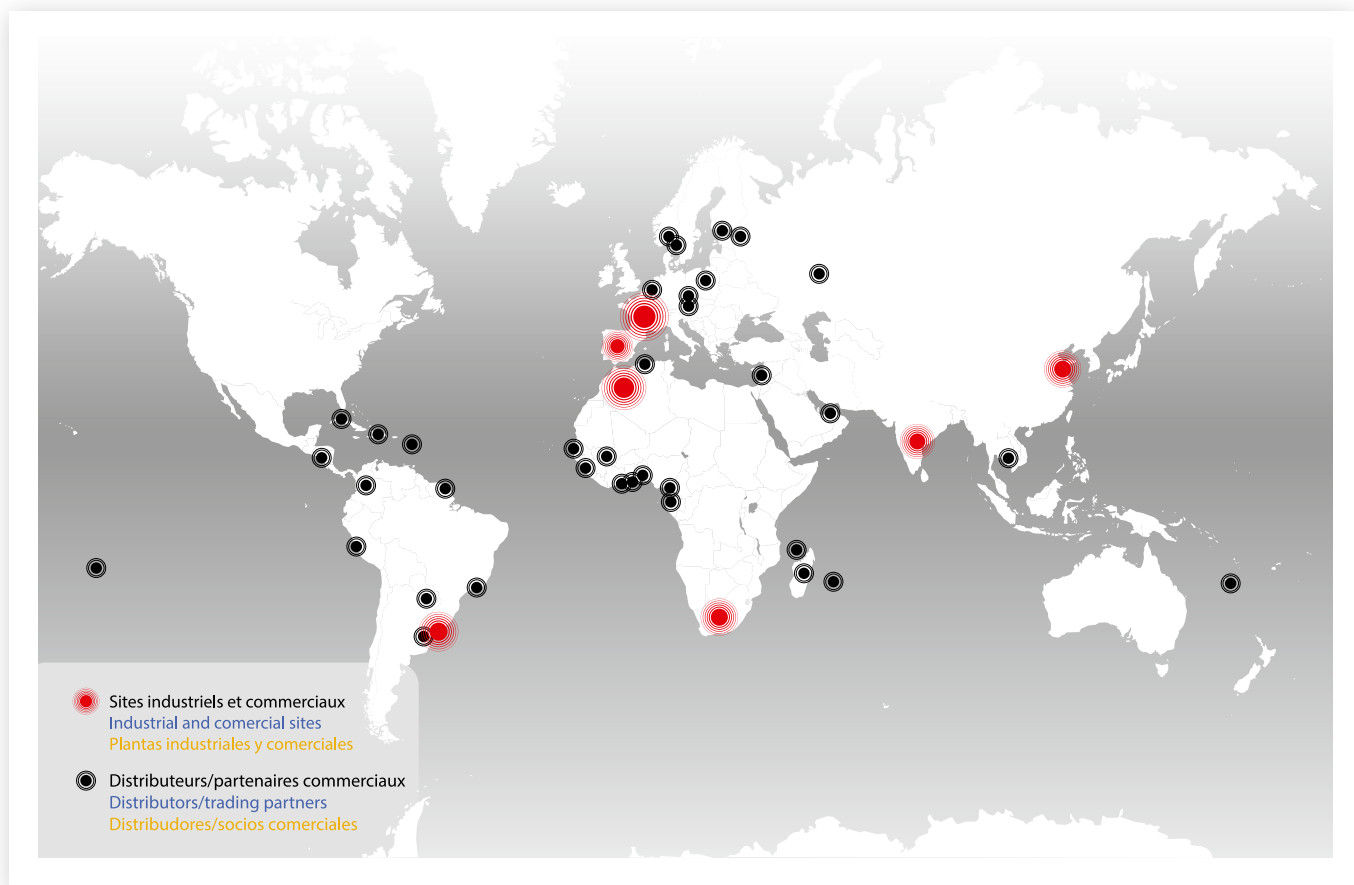 Sites industriels et commerciaux
Industrial and comercial sites
Plantas industriales y comerciales
Distributeurs/partenaires commerciaux
Distributors/trading partners
Distribudores/socios comerciales